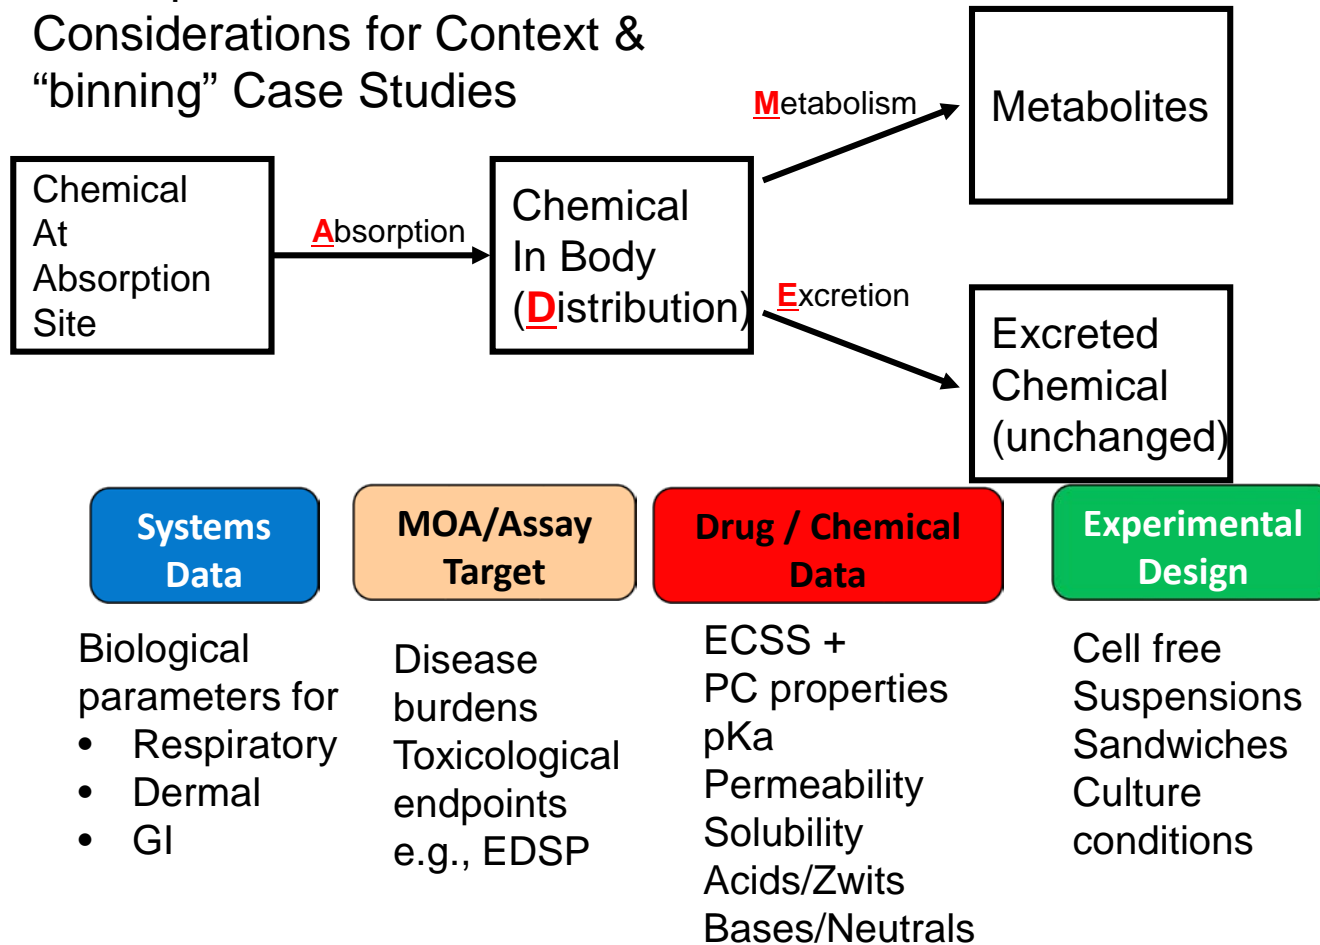 Considerations for Context &
“binning” Case Studies
Chemical
At
Absorption
Site
Absorption
Chemical
In Body
(Distribution)
Metabolism
Metabolites
Excretion
Excreted
Chemical
(unchanged)
Systems
Data
Biological
parameters for
• Respiratory
• Dermal
• GI
MOA/Assay
Target
Disease
burdens
Toxicological
endpoints
e.g., EDSP
Drug / Chemical
Data
ECSS +
PC properties
pKa
Permeability
Solubility
Acids/Zwits
Bases/Neutrals
Experimental
Design
Cell free
Suspensions
Sandwiches
Culture
conditions